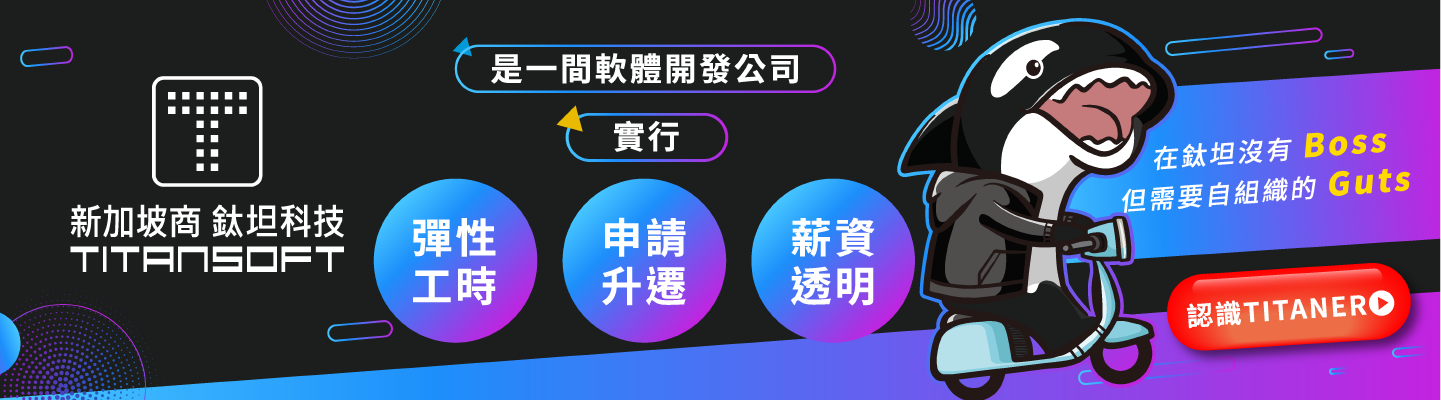 新加坡商 鈦坦科技
TITANSOFT
是一間軟體開發公司
實行
彈性
工時
申請
升遷
薪資
透明
在鈦坦沒有 Boss
但需要自組織的 Guts
認識TITANER